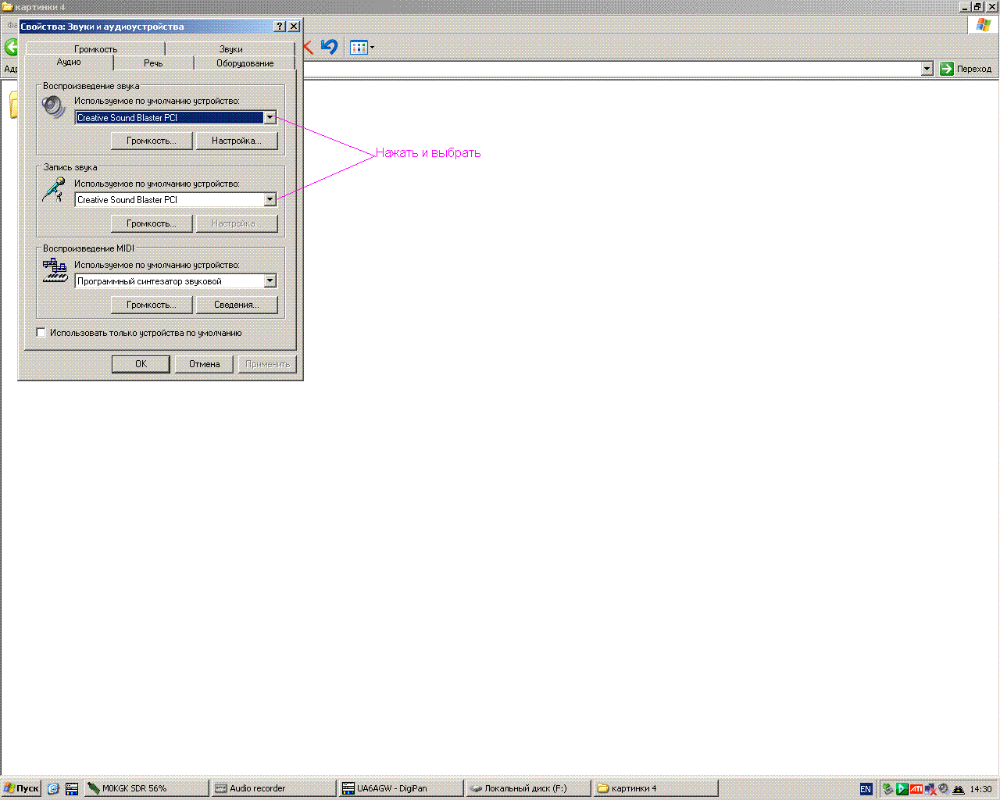 картинки 4
Свойства: Звуки и аудиоустройства
Громкость
Звуки
Аудио
Речь
Оборудование
Переход
Воспроизведение звука
Используемое по умолчанию устройство:
Creative Sound Blaster PCI
Громкость...
Настройка...
Нажать и выбрать
Запись звука
Используемое по умолчанию устройство:
Creative Sound Blaster PCI
Громкость...
Настройка...
Воспроизведение MIDI
Используемое по умолчанию устройство:
Программный синтезатор звуковой
Громкость...
Сведения...
Использовать только устройства по умолчанию
OK
Отмена
Применить
Пуск
M0KGK SDR 56%
Audio recorder
UA6AGW - DigiPan
Локальный диск (F:)
картинки 4
EN
ATI
14:30